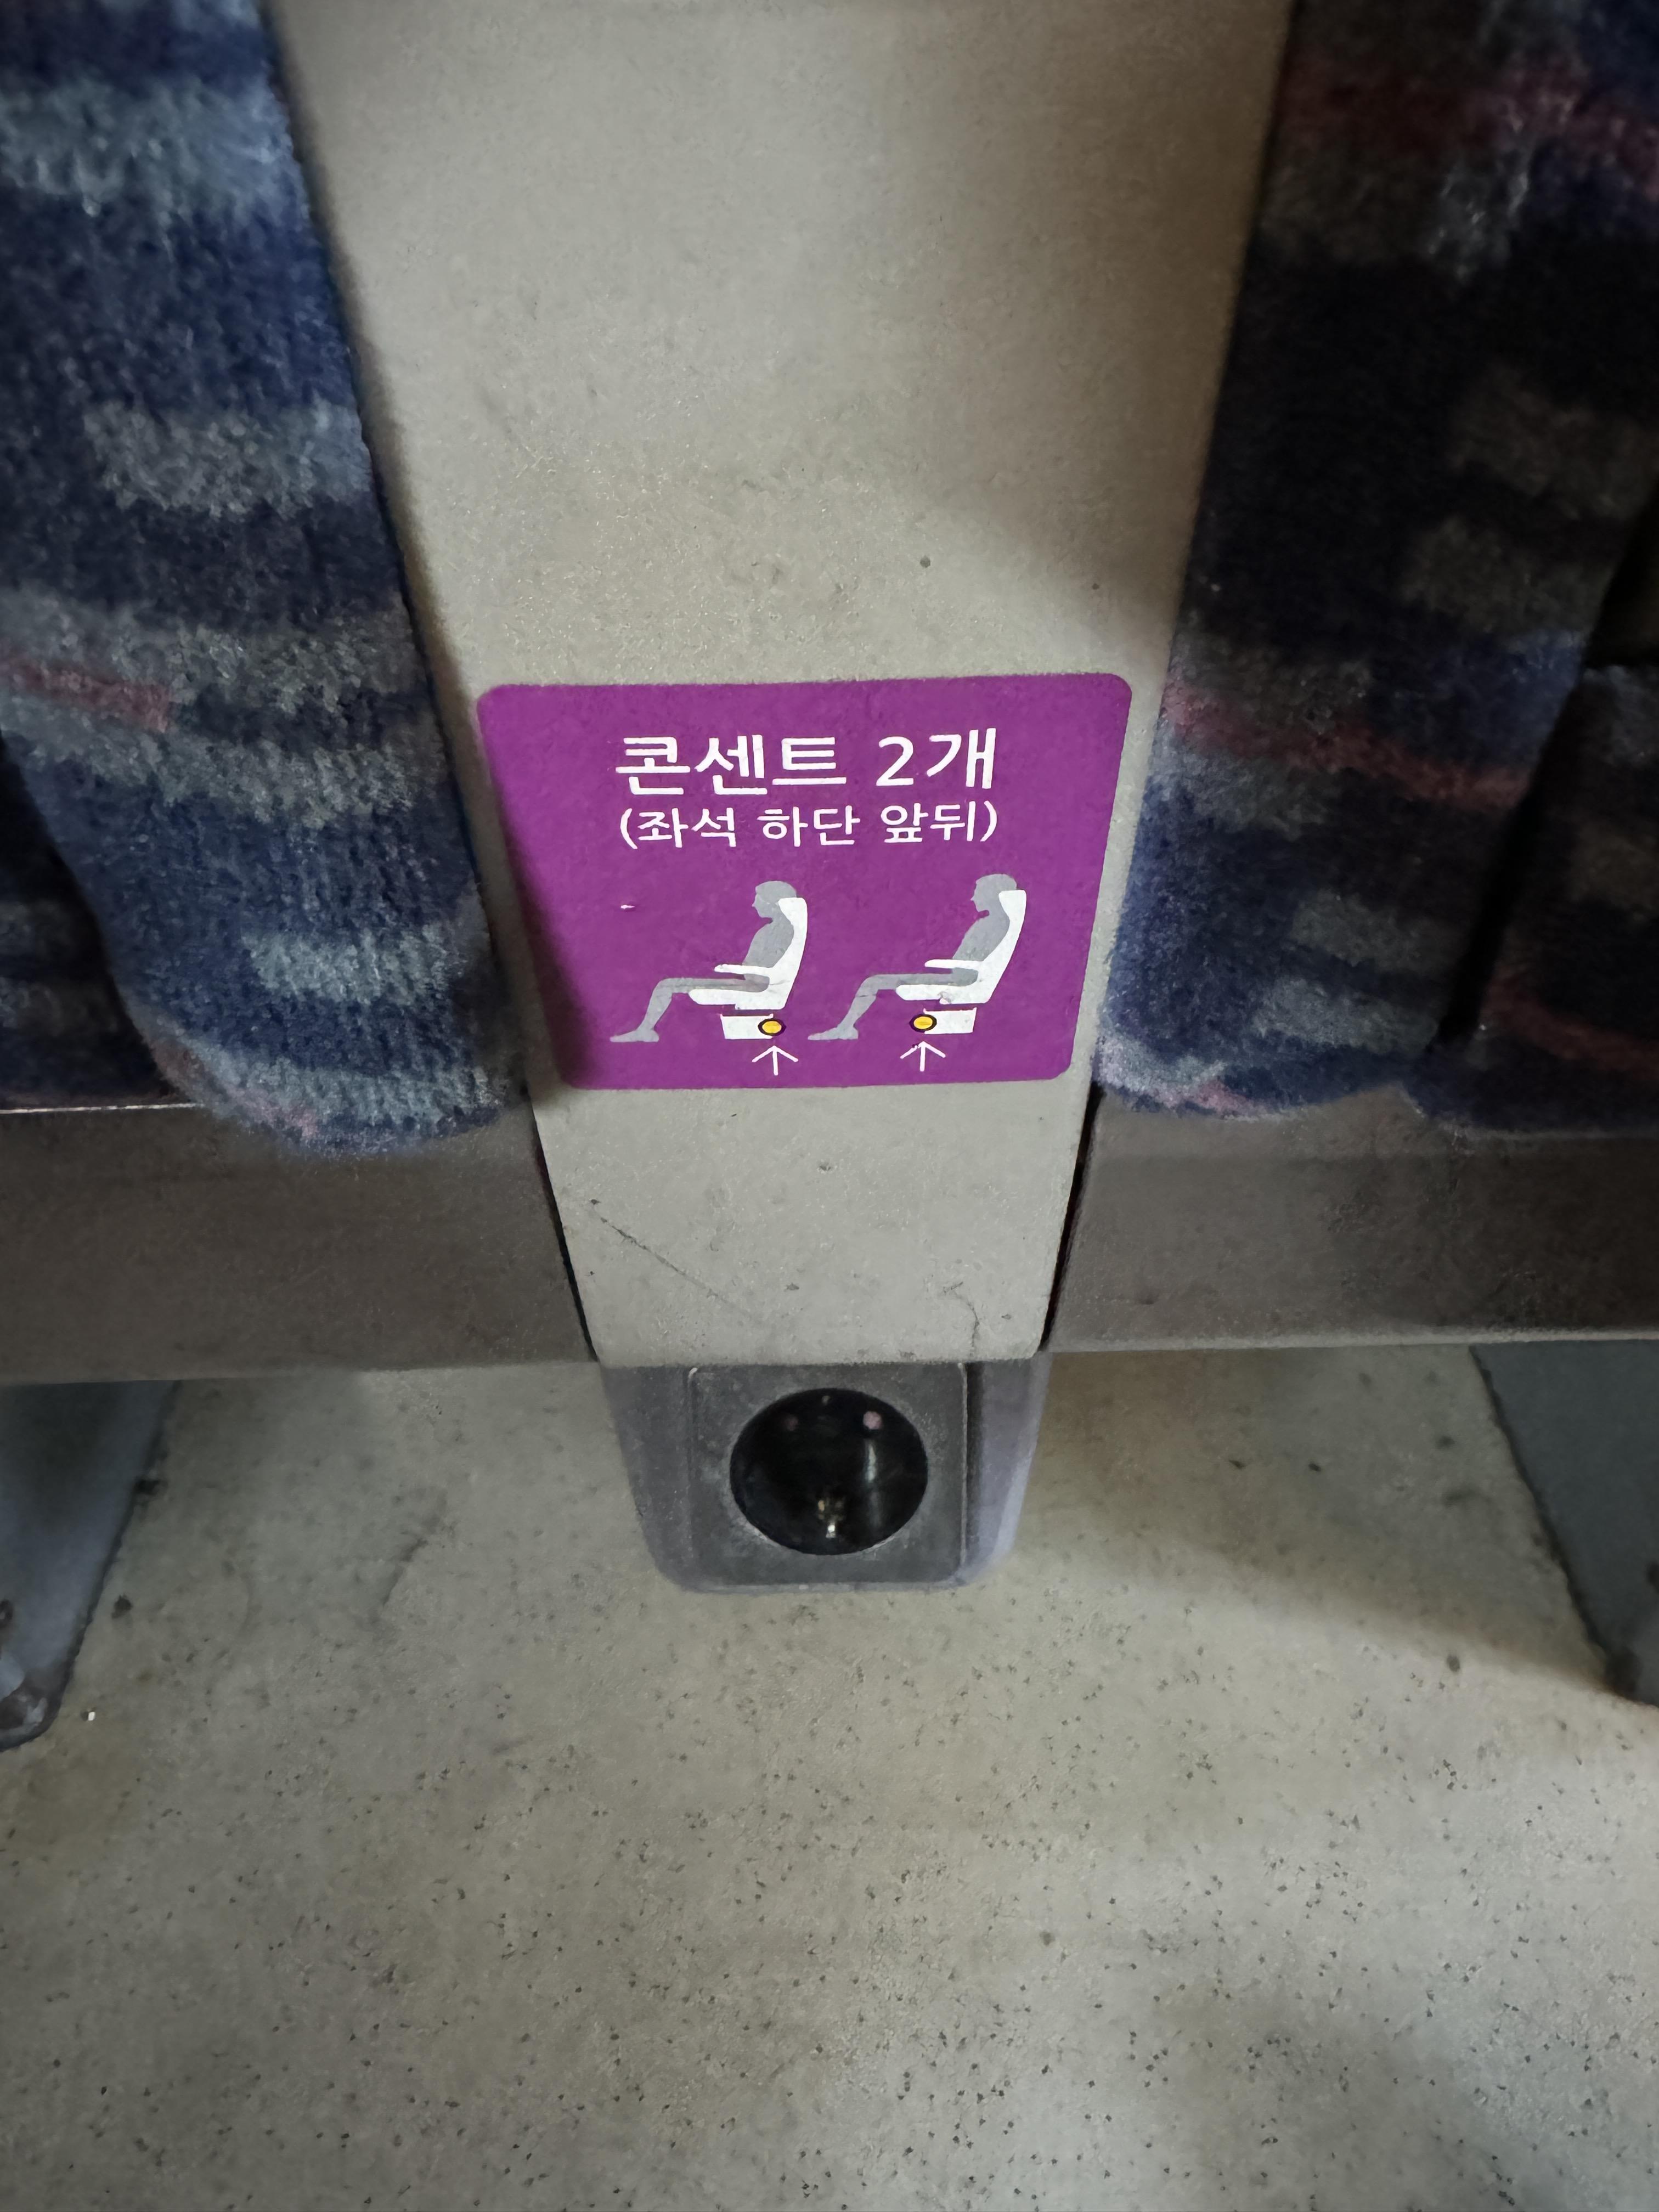 콘센트 2개
(좌석 하단 앞뒤)